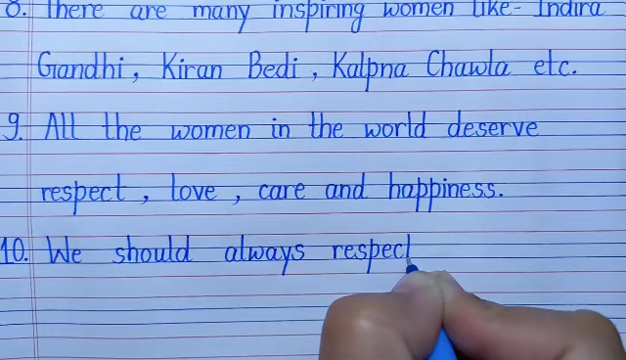 8. There are many inspiring women like- Indira
Gandhi, Kiran Bedi, Kalpna Chawla etc.
9. All the women in the world deserve
respect, love, care and happiness.
10. We should always respect